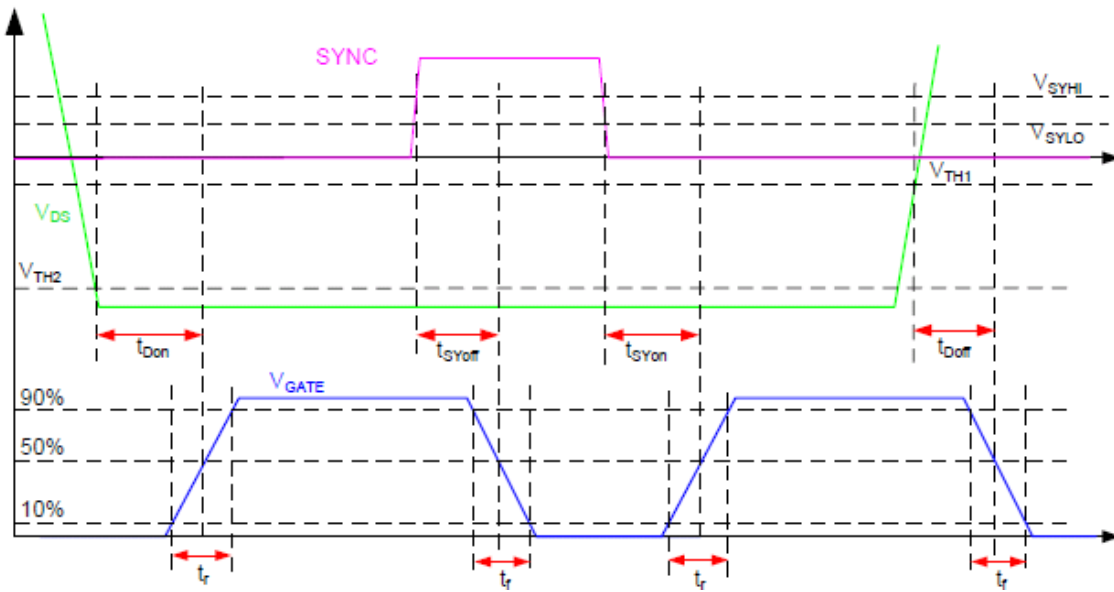 SYNC
VSYHI
VSYLO
VTH1
VDS
VTH2
tDon
tSYoff
tSYon
tDoff
VGATE
90%
50%
10%
tr
tf
tr
tf